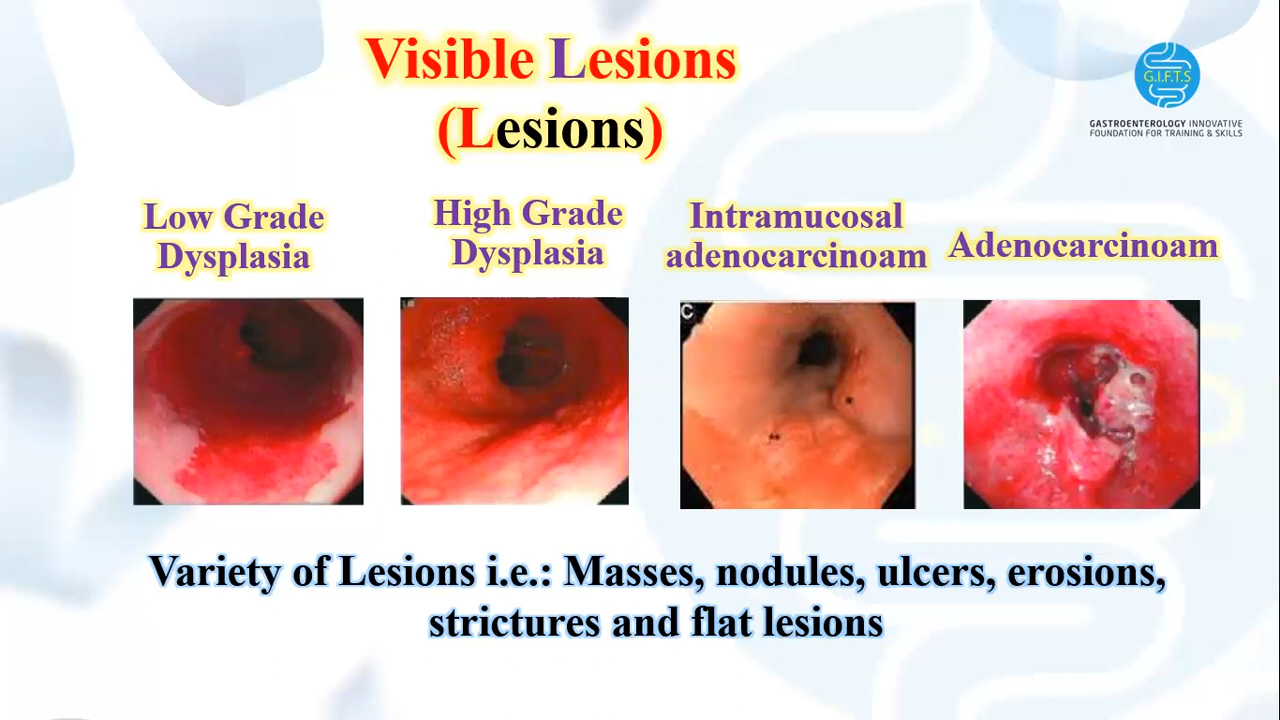 Visible Lesions
(Lesions)
G.I.F.T.S
GASTROENTEROLOGY INNOVATIVE
FOUNDATION FOR TRAINING & SKILLS
Low Grade
Dysplasia
High Grade
Dysplasia
Intramucosal
adenocarcinoam
Adenocarcinoam
C
*
**
Variety of Lesions i.e.: Masses, nodules, ulcers, erosions,
strictures and flat lesions